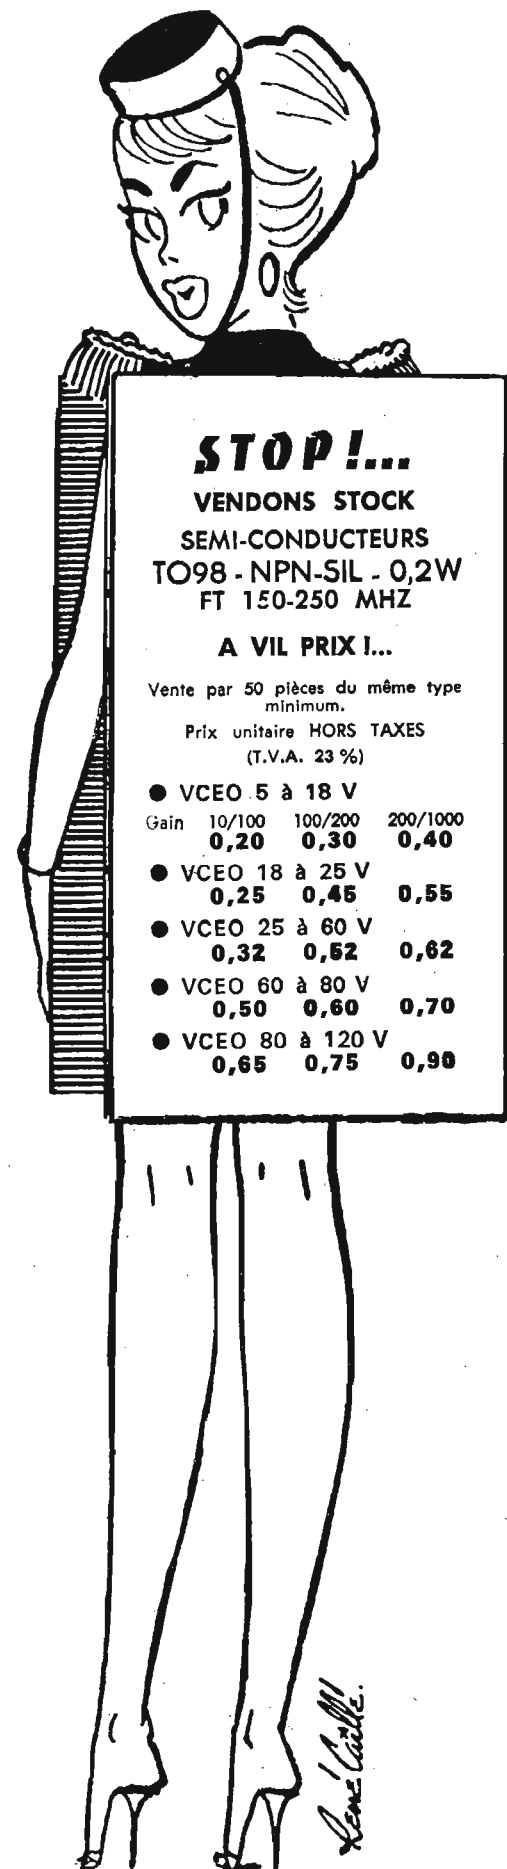 STOP !...
VENDONS STOCK
SEMI-CONDUCTEURS
TO98 - NPN-SIL - 0,2W
FT 150-250 MHZ
A VIL PRIX !...
Vente par 50 pièces du même type
minimum.
Prix unitaire HORS TAXES
(T.V.A. 23 %)
● VCEO 5 à 18 V
Gain 10/100 100/200 200/1000
0,20 0,30 0,40
● VCEO 18 à 25 V
0,25 0,45 0,55
● VCEO 25 à 60 V
0,32 0,52 0,62
● VCEO 60 à 80 V
0,50 0,60 0,70
● VCEO 80 à 120 V
0,65 0,75 0,90
René Caillé.